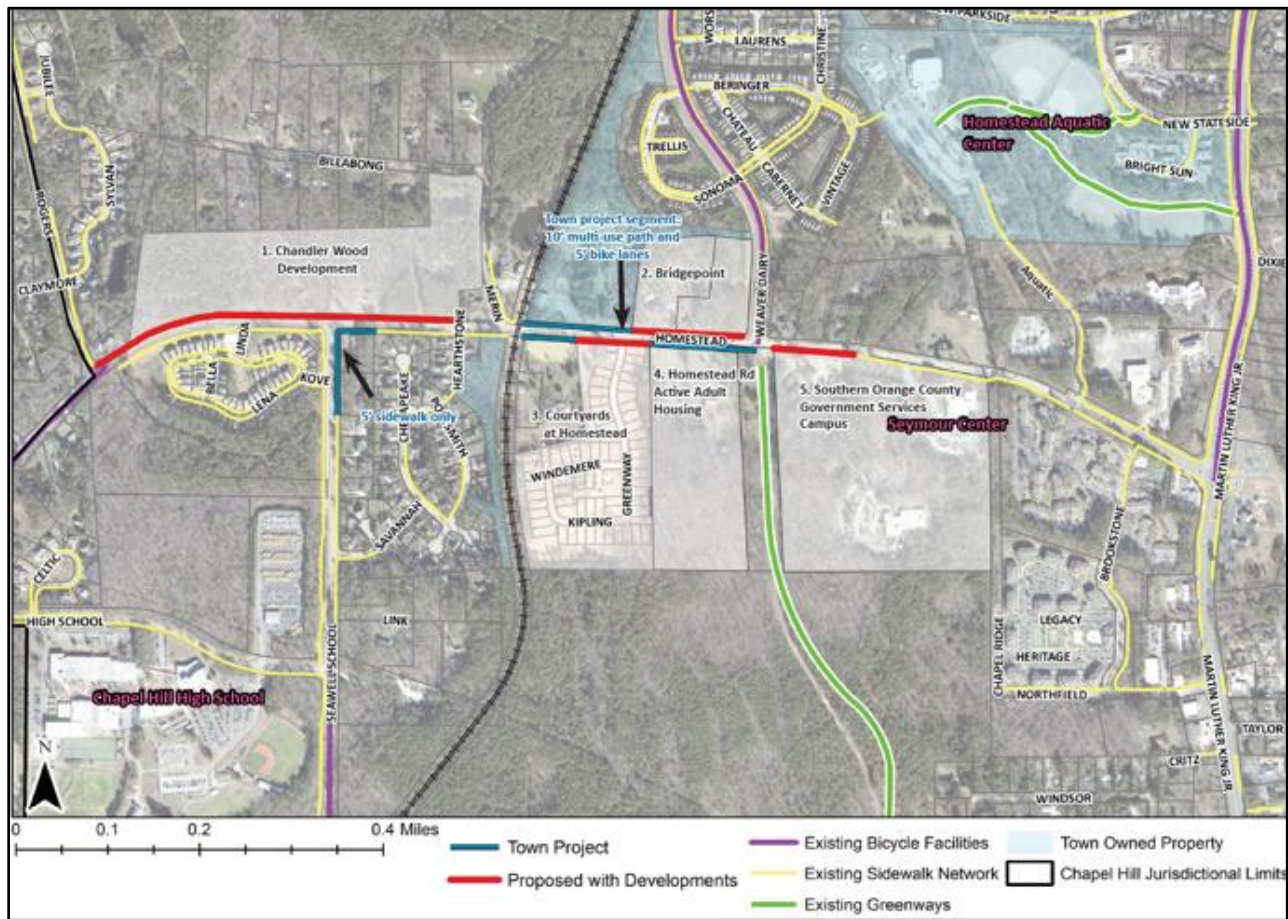 NEW PARKSIDE
WORS
LAURENS
CHRISTINE
JUBILEE
BERINGER
CHATEAU
TRELLIS
CABERNET
VINTAGE
SONOMA
Homestead Aquatic
Center
NEW STATESIDE
BRIGHT SUN
SYLVAN
BILLABONG
ROGERS
Town project segment:
10' multi-use path and
5' bike lanes
1. Chandler Wood
Development
2. Bridgepoint
CLAYMORE
MERIN
WEAVER DAIRY
Aquatic
DIXIE
HOMESTEAD
LINDA
BELLA
LENA
KOVE
HEARTHSTONE
CHESAPEAKE
5' sidewalk only
4. Homestead Rd
Active Adult
Housing
3. Courtyards
at Homestead
5. Southern Orange County
Government Services
Campus
Seymour Center
MARTIN LUTHER KING JR
WINDEMERE
GREENWAY
KIPLING
SAVANNAH
BROOKSTONE
CELTIC
HIGH SCHOOL
LINK
LEGACY
HERITAGE
CHAPEL RIDGE
NORTHFIELD
Chapel Hill High School
SEAWELL SCHOOL
MARTIN LUTHER KING JR
TAYLOR
CRITZ
WINDSOR
N
0 0.1 0.2 0.4 Miles
Town Project
Proposed with Developments
Existing Bicycle Facilities
Existing Sidewalk Network
Existing Greenways
Town Owned Property
Chapel Hill Jurisdictional Limits